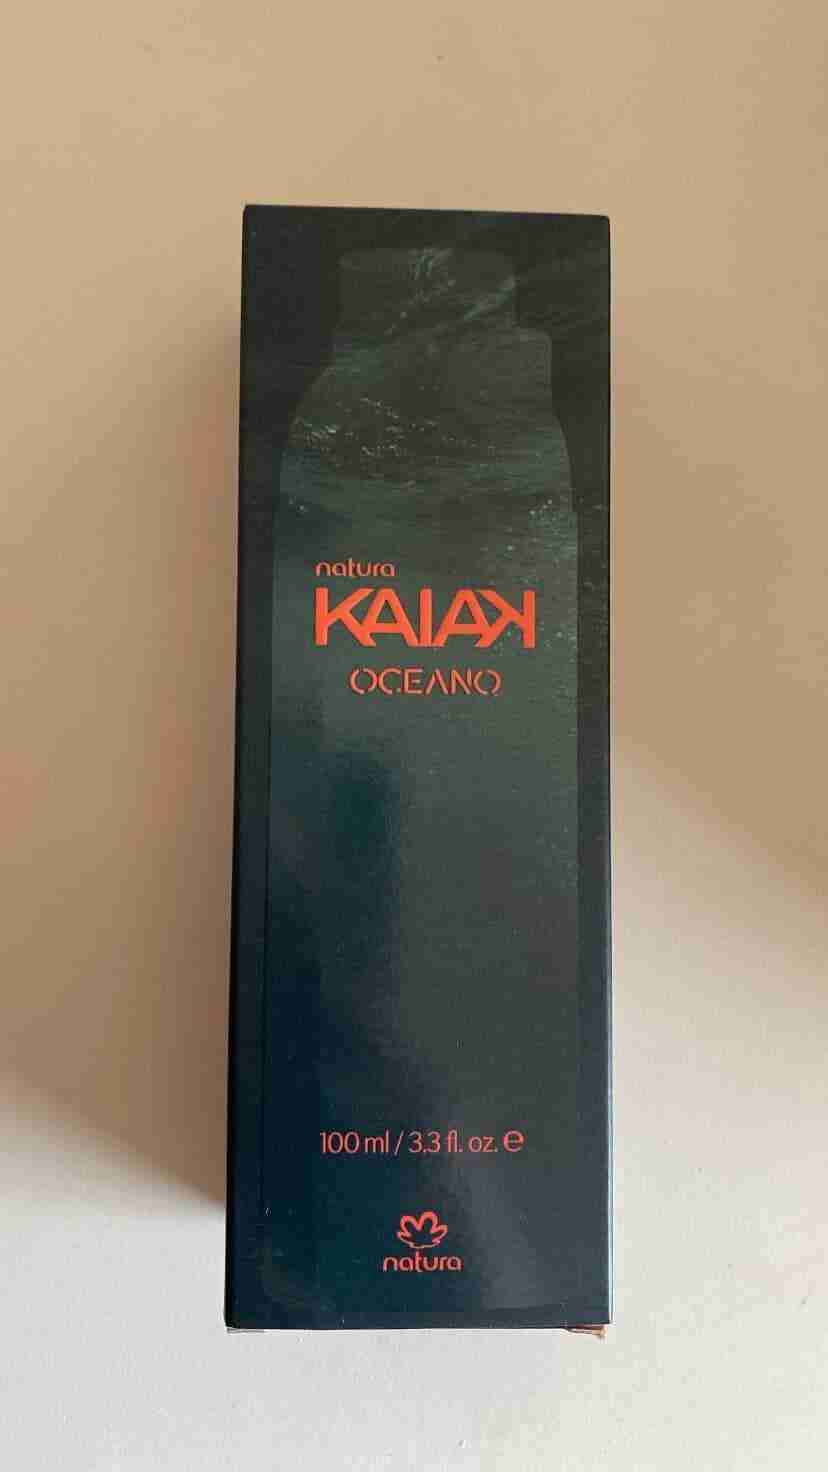 natura
KAIAK
OCEANO
100 ml / 3.3 fl. oz. ℮
natura